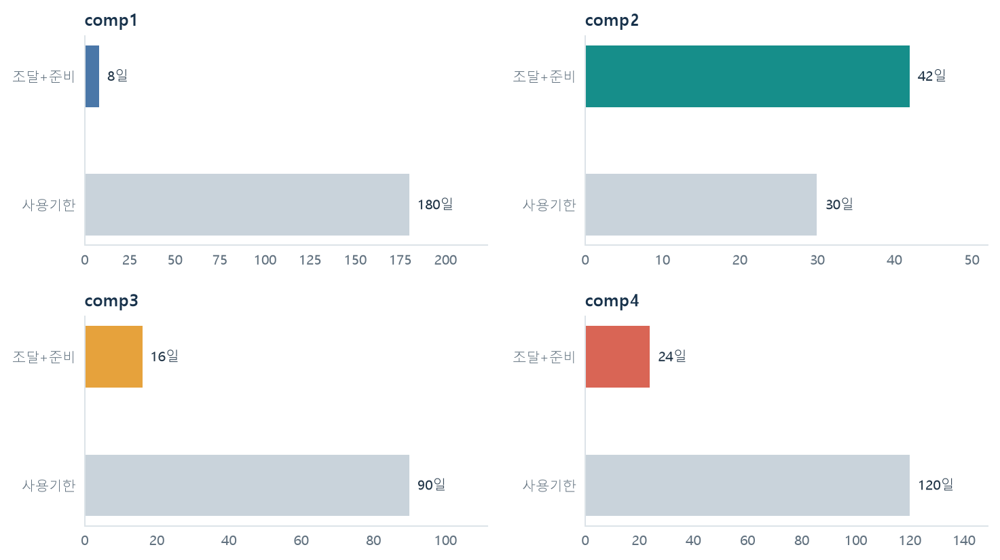 comp1
조달+준비
8일
사용기한
180일
0 25 50 75 100 125 150 175 200
comp2
조달+준비
42일
사용기한
30일
0 10 20 30 40 50
comp3
조달+준비
16일
사용기한
90일
0 20 40 60 80 100
comp4
조달+준비
24일
사용기한
120일
0 20 40 60 80 100 120 140